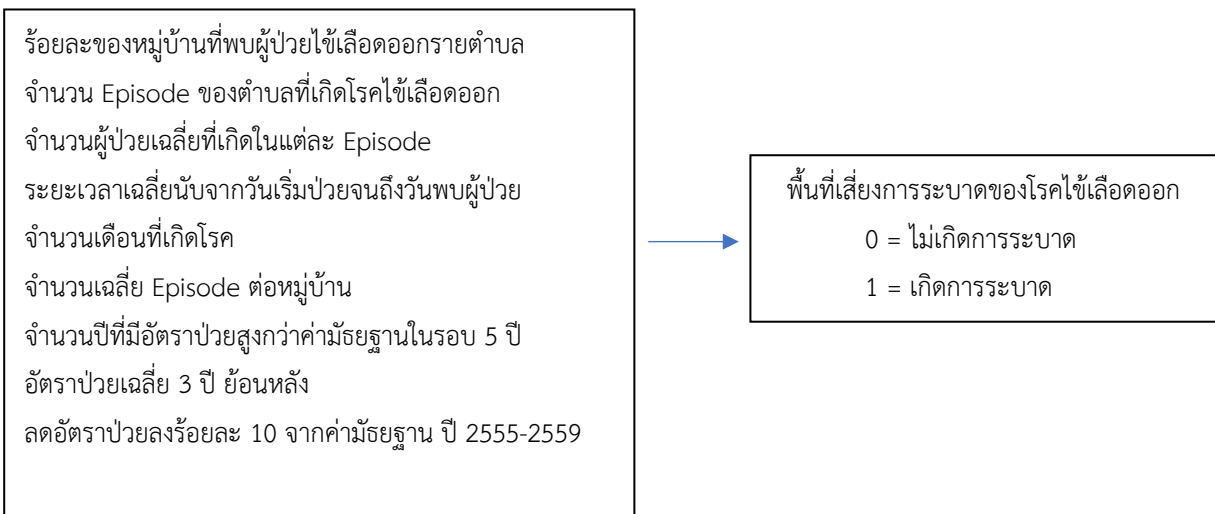 ร้อยละของหมู่บ้านที่พบผู้ป่วยไข้เลือดออกรายตำบล
จำนวน Episode ของตำบลที่เกิดโรคไข้เลือดออก
จำนวนผู้ป่วยเฉลี่ยที่เกิดในแต่ละ Episode
ระยะเวลาเฉลี่ยนับจากวันเริ่มป่วยจนถึงวันพบผู้ป่วย
จำนวนเดือนที่เกิดโรค
จำนวนเฉลี่ย Episode ต่อหมู่บ้าน
จำนวนปีที่มีอัตราป่วยสูงกว่าค่ามัธยฐานในรอบ 5 ปี
อัตราป่วยเฉลี่ย 3 ปี ย้อนหลัง
ลดอัตราป่วยลงร้อยละ 10 จากค่ามัธยฐาน ปี 2555-2559
พื้นที่เสี่ยงการระบาดของโรคไข้เลือดออก
0 = ไม่เกิดการระบาด
1 = เกิดการระบาด